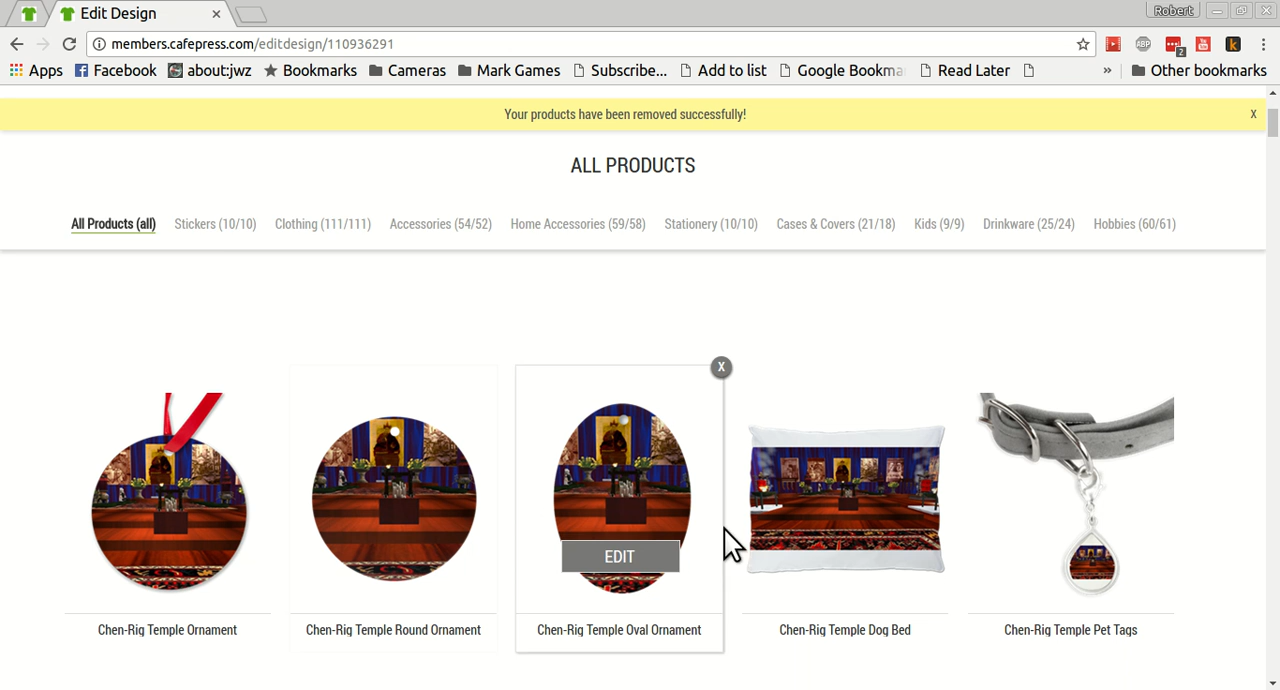 Edit Design
Robert
members.cafepress.com/editdesign/110936291
ABP
2
You
k
Apps Facebook about:jwz Bookmarks Cameras Mark Games Subscribe... Add to list Google Bookma Read Later » Other bookmarks
Your products have been removed successfully! X
ALL PRODUCTS
All Products (all) Stickers (10/10) Clothing (111/111) Accessories (54/52) Home Accessories (59/58) Stationery (10/10) Cases & Covers (21/18) Kids (9/9) Drinkware (25/24) Hobbies (60/61)
X
EDIT
Chen-Rig Temple Ornament Chen-Rig Temple Round Ornament Chen-Rig Temple Oval Ornament Chen-Rig Temple Dog Bed Chen-Rig Temple Pet Tags